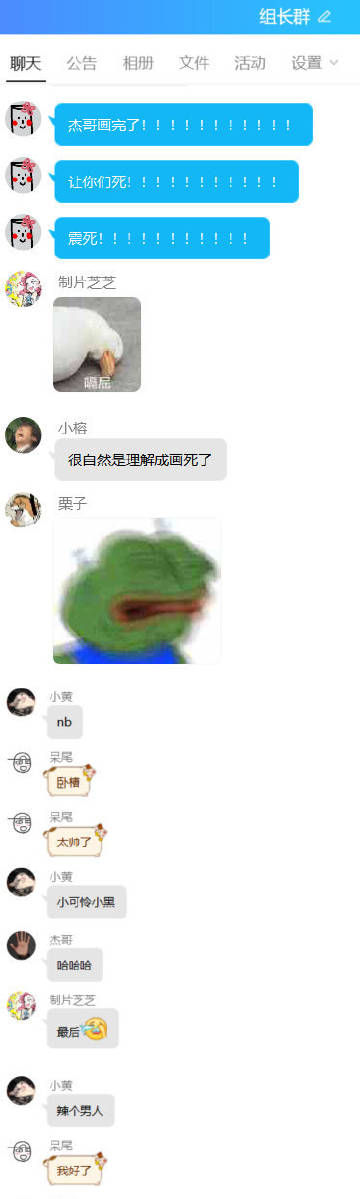 组长群
聊天 公告 相册 文件 活动 设置
杰哥画完了！！！！！！！！！！！
让你们死！！！！！！！！！！！
震死！！！！！！！！！！！
制片芝芝
嗝屁
小榕
很自然是理解成画死了
栗子
小黄
nb
呆尾
卧槽
呆尾
太帅了
小黄
小可怜小黑
杰哥
哈哈哈
制片芝芝
最后
小黄
辣个男人
呆尾
我好了